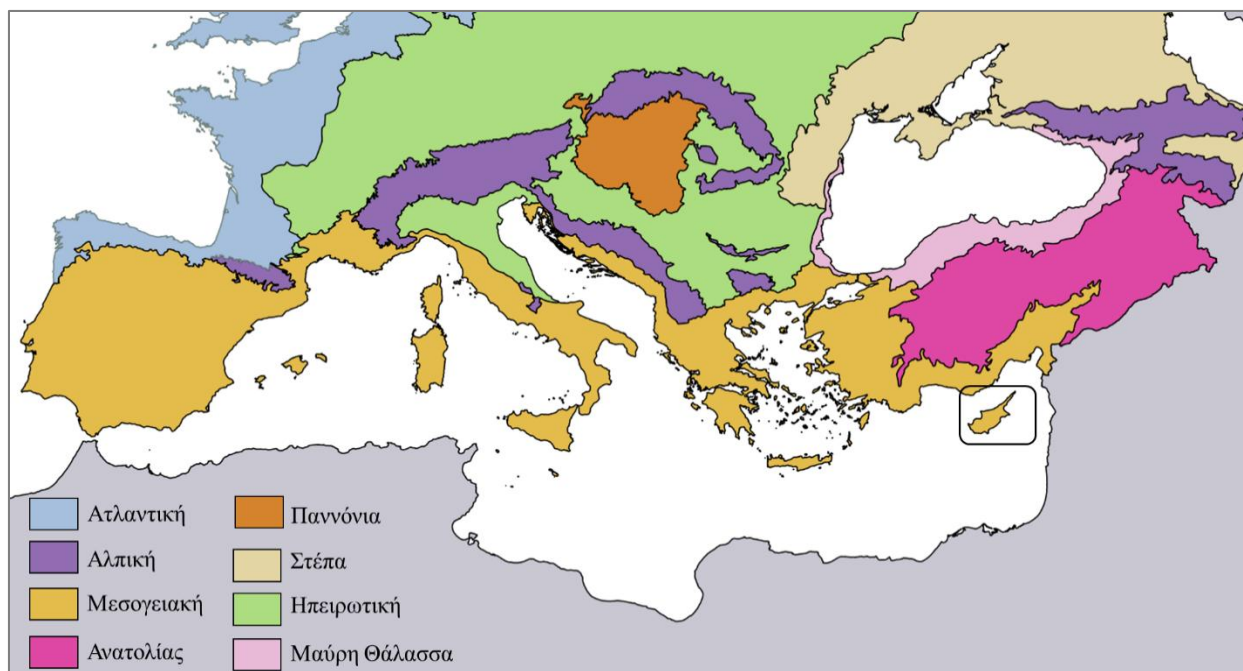 Ατλαντική
Αλπική
Μεσογειακή
Ανατολίας
Παννόνια
Στέπα
Ηπειρωτική
Μαύρη Θάλασσα